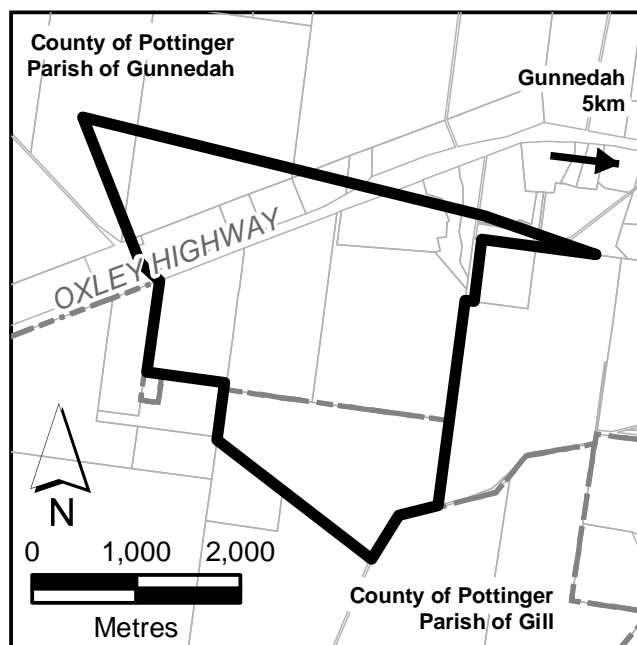 County of Pottinger
Parish of Gunnedah
Gunnedah
5km
OXLEY HIGHWAY
N
0 1,000 2,000
Metres
County of Pottinger
Parish of Gill